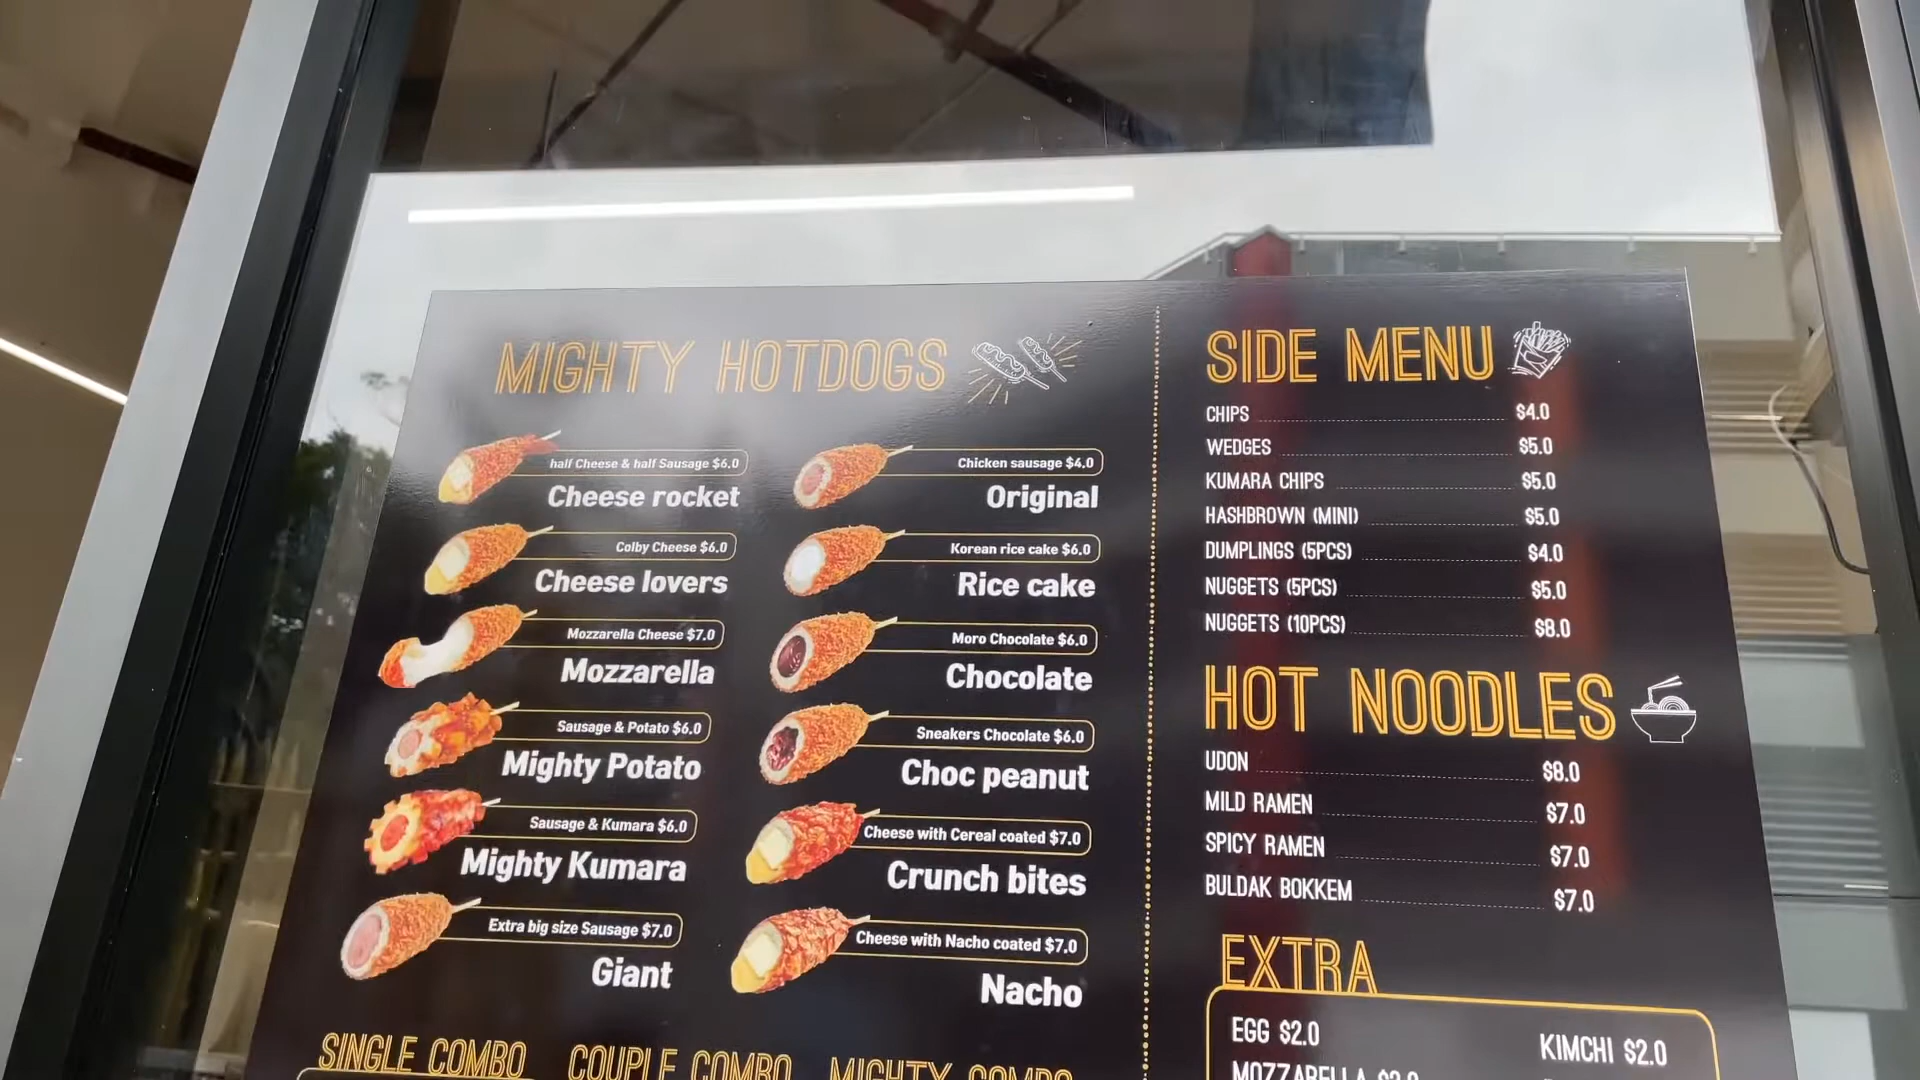 MIGHTY HOTDOGS
half Cheese & half Sausage $6.0
Cheese rocket
Colby Cheese $6.0
Cheese lovers
Mozzarella Cheese $7.0
Mozzarella
Sausage & Potato $6.0
Mighty Potato
Sausage & Kumara $6.0
Mighty Kumara
Extra big size Sausage $7.0
Giant
Chicken sausage $4.0
Original
Korean rice cake $6.0
Rice cake
Moro Chocolate $6.0
Chocolate
Sneakers Chocolate $6.0
Choc peanut
Cheese with Cereal coated $7.0
Crunch bites
Cheese with Nacho coated $7.0
Nacho
SINGLE COMBO
COUPLE COMBO
MIGHTY COMBO
SIDE MENU
CHIPS $4.0
WEDGES $5.0
KUMARA CHIPS $5.0
HASHBROWN (MINI) $5.0
DUMPLINGS (5PCS) $4.0
NUGGETS (5PCS) $5.0
NUGGETS (10PCS) $8.0
HOT NOODLES
UDON $8.0
MILD RAMEN $7.0
SPICY RAMEN $7.0
BULDAK BOKKEM $7.0
EXTRA
EGG $2.0
KIMCHI $2.0
MOZZARELLA